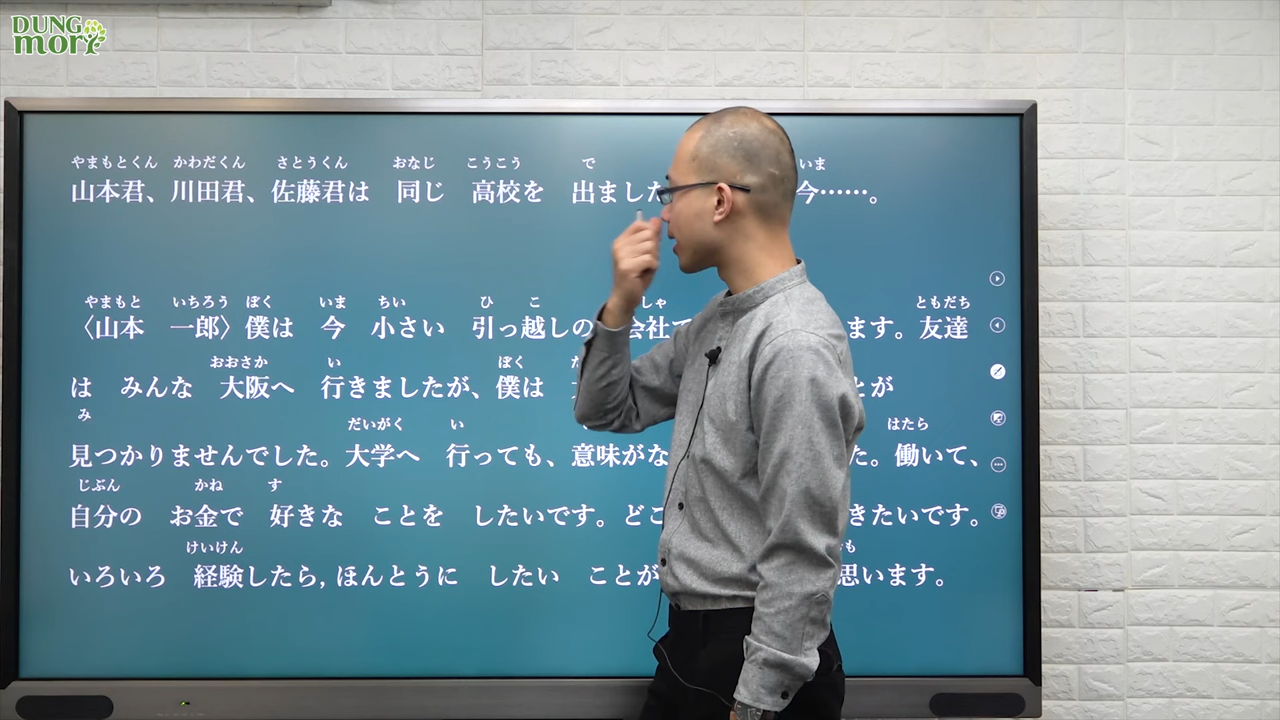 DUNG mori
やまもとくん かわだくん さとうくん おなじ こうこう で いま
山本君、川田君、佐藤君は 同じ 高校を 出ました 今……。
やまもと いちろう ぼく いま ちい ひ こ しゃ ともだち
〈山本 一郎〉僕は 今 小さい 引っ越しの 会社で ます。友達
おおさか い ぼく
は みんな 大阪へ 行きましたが、僕は とが
み だいがく い はたら
見つかりませんでした。大学へ 行っても、意味がな た。働いて、
じぶん かね す
自分の お金で 好きな ことを したいです。どこ きたいです。
けいけん も
いろいろ 経験したら, ほんとうに したい ことが 思います。